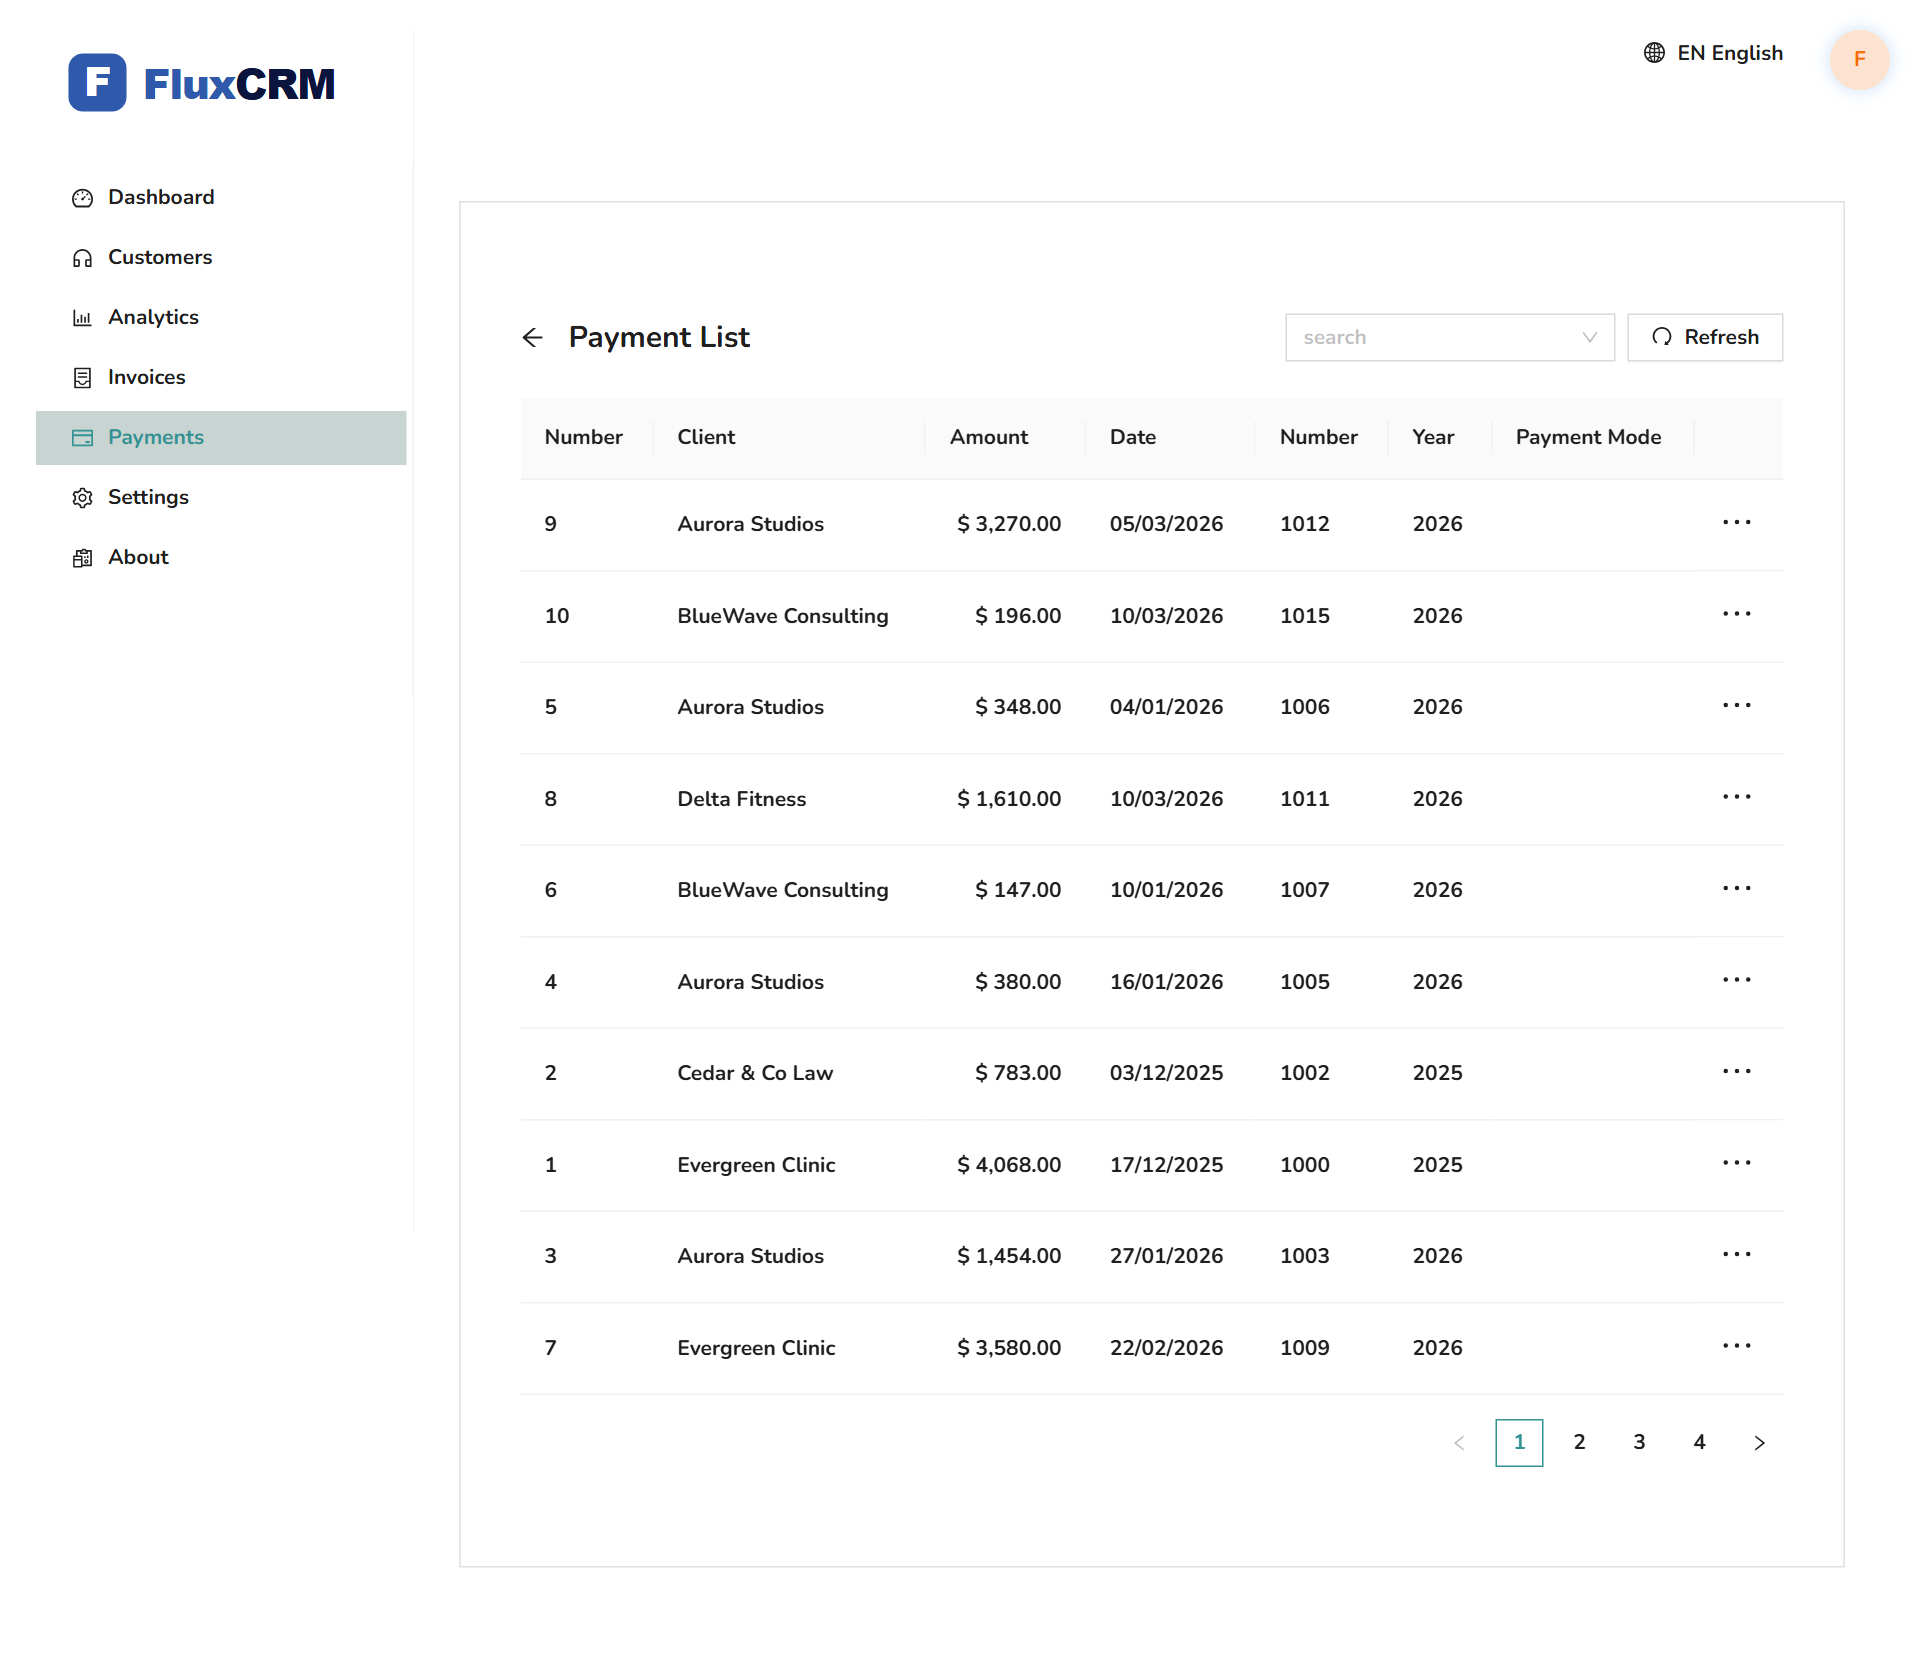 F FluxCRM
EN English
F
Dashboard
Customers
Analytics
Invoices
Payments
Settings
About
Payment List
search
Refresh
Number Client Amount Date Number Year Payment Mode
9 Aurora Studios $ 3,270.00 05/03/2026 1012 2026
10 BlueWave Consulting $ 196.00 10/03/2026 1015 2026
5 Aurora Studios $ 348.00 04/01/2026 1006 2026
8 Delta Fitness $ 1,610.00 10/03/2026 1011 2026
6 BlueWave Consulting $ 147.00 10/01/2026 1007 2026
4 Aurora Studios $ 380.00 16/01/2026 1005 2026
2 Cedar & Co Law $ 783.00 03/12/2025 1002 2025
1 Evergreen Clinic $ 4,068.00 17/12/2025 1000 2025
3 Aurora Studios $ 1,454.00 27/01/2026 1003 2026
7 Evergreen Clinic $ 3,580.00 22/02/2026 1009 2026
1 2 3 4